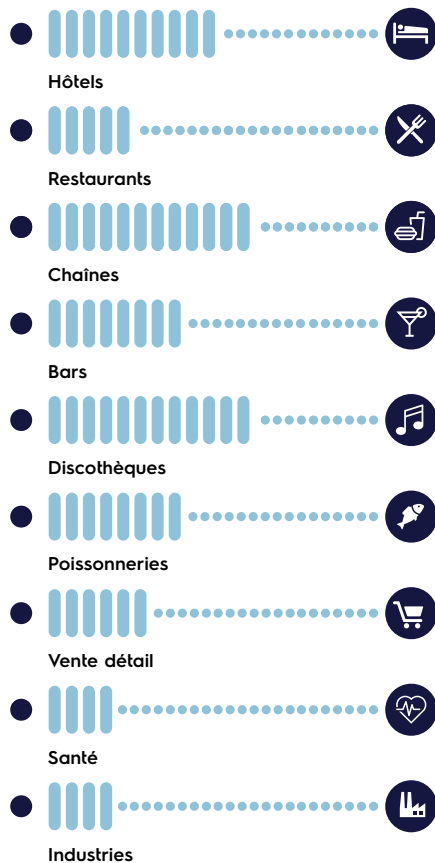 Hôtels
Restaurants
Chaînes
Bars
Discothèques
Poissonneries
Vente détail
Santé
Industries